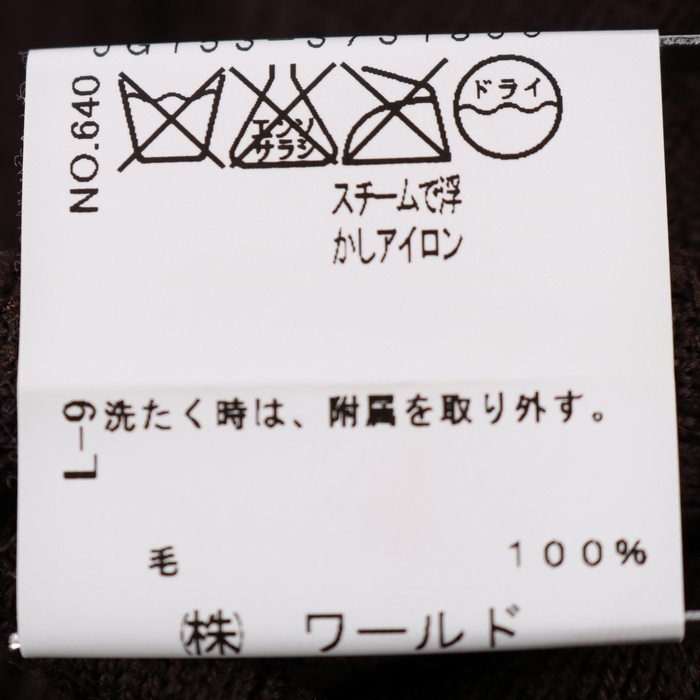 NO.640
エンソ
サラシ
ドライ
スチームで浮
かしアイロン
L-9
洗たく時は、附属を取り外す。
毛 100%
㈱ ワールド